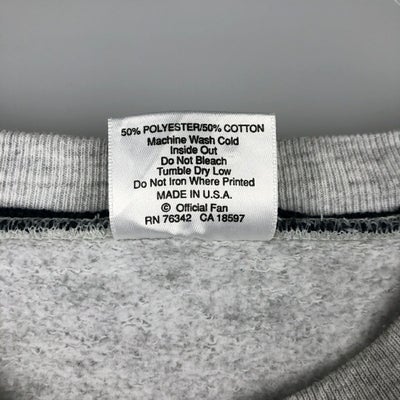 50% POLYESTER/50% COTTON
Machine Wash Cold
Inside Out
Do Not Bleach
Tumble Dry Low
Do Not Iron Where Printed
MADE IN U.S.A.
© Official Fan
RN 76342 CA 18597